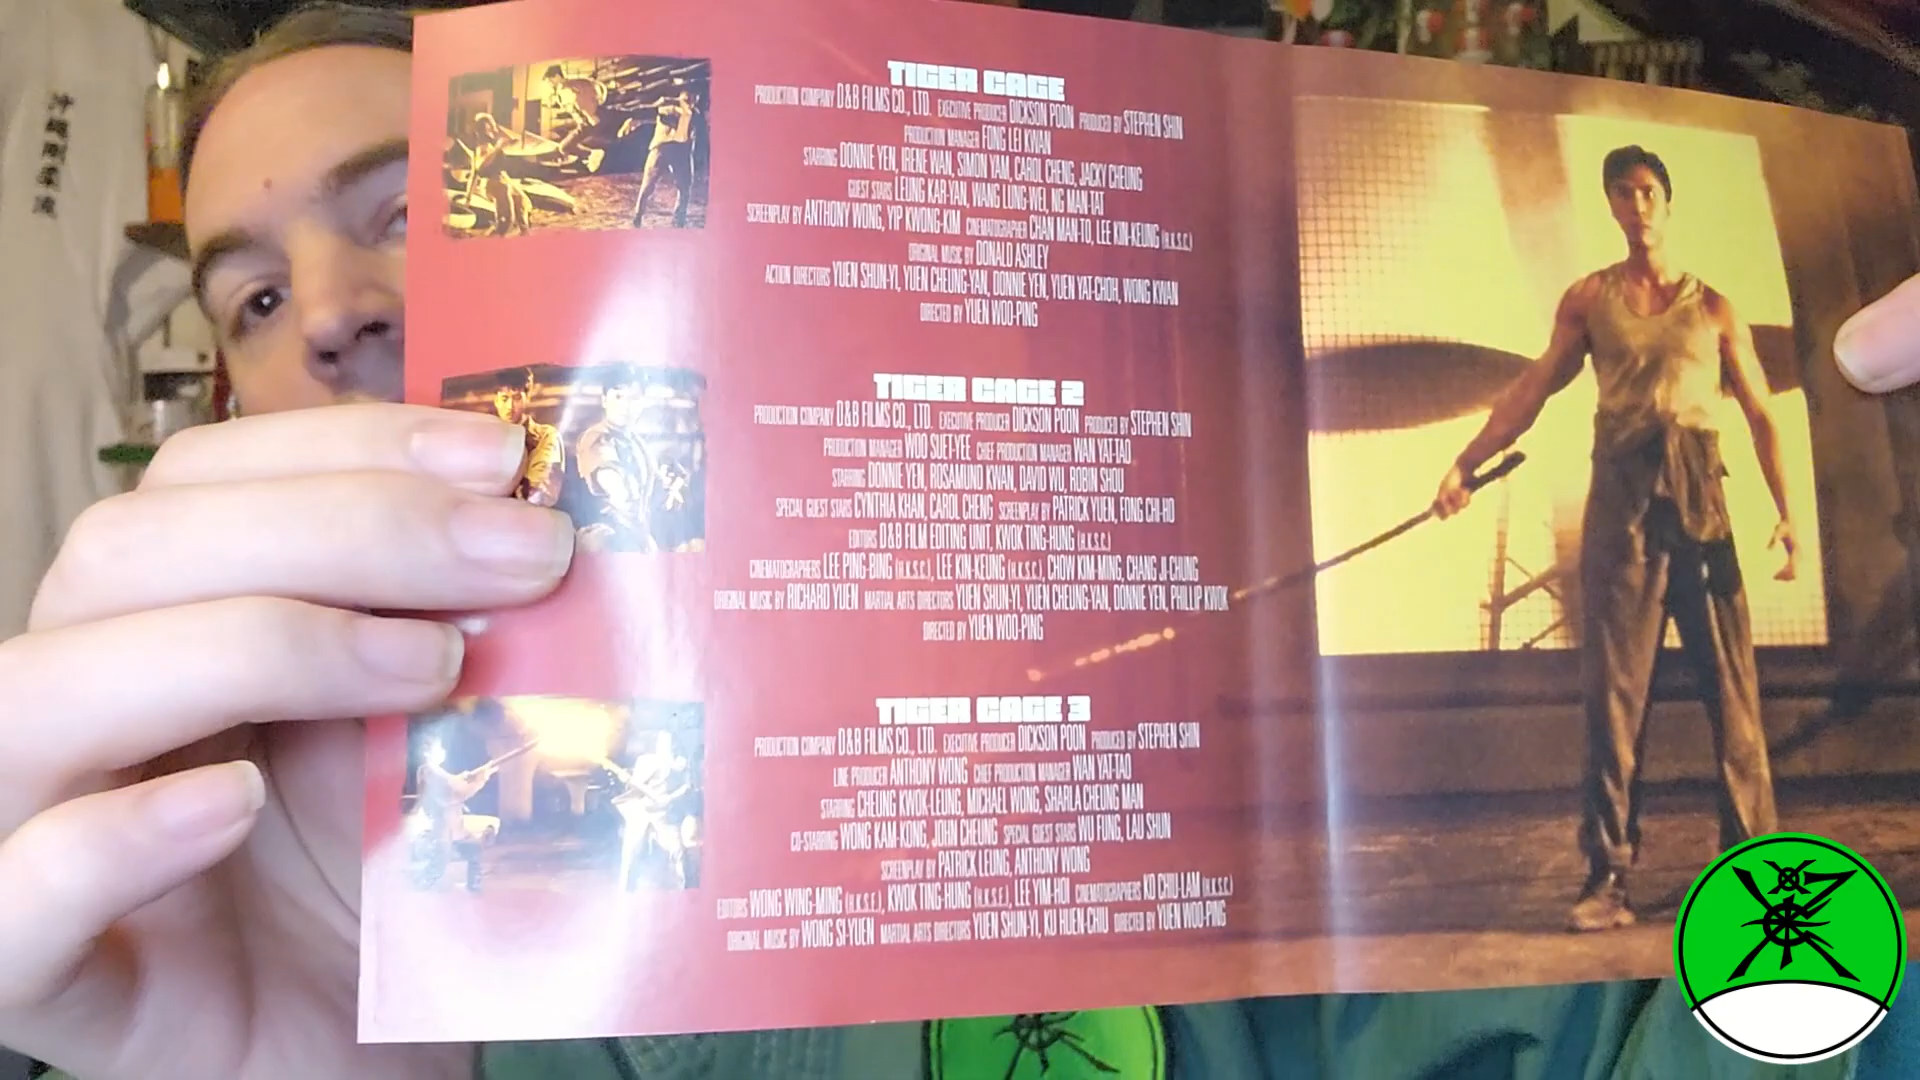 沖縄剛柔流
TIGER CAGE
PRODUCTION COMPANY D&B FILMS CO., LTD. EXECUTIVE PRODUCER DICKSON POON PRODUCED BY STEPHEN SHIN
PRODUCTION MANAGER FONG LEI KWAN
STARRING DONNIE YEN, IRENE WAN, SIMON YAM, CAROL CHENG, JACKY CHEUNG
GUEST STARS LEUNG KAR-YAN, WANG LUNG-WEI, NG MAN-TAT
SCREENPLAY BY ANTHONY WONG, YIP KWONG-KIM CINEMATOGRAPHER CHAN MAN-TO, LEE KIN-KEUNG (H.K.S.C.)
ORIGINAL MUSIC BY DONALD ASHLEY
ACTION DIRECTORS YUEN SHUN-YI, YUEN CHEUNG-YAN, DONNIE YEN, YUEN YAT-CHOH, WONG KWAN
DIRECTED BY YUEN WOO-PING
TIGER CAGE 2
PRODUCTION COMPANY D&B FILMS CO., LTD. EXECUTIVE PRODUCER DICKSON POON PRODUCED BY STEPHEN SHIN
PRODUCTION MANAGER WOO SUET-YEE CHIEF PRODUCTION MANAGER WAN YAT-TAO
STARRING DONNIE YEN, ROSAMUND KWAN, DAVID WU, ROBIN SHOU
SPECIAL GUEST STARS CYNTHIA KHAN, CAROL CHENG SCREENPLAY BY PATRICK YUEN, FONG CHI-HO
EDITORS D&B FILM EDITING UNIT, KWOK TING-HUNG (H.K.S.C.)
CINEMATOGRAPHERS LEE PING-BING (H.K.S.C.), LEE KIN-KEUNG (H.K.S.C.), CHOW KIM-MING, CHANG JI-CHUNG
ORIGINAL MUSIC BY RICHARD YUEN MARTIAL ARTS DIRECTORS YUEN SHUN-YI, YUEN CHEUNG-YAN, DONNIE YEN, PHILLIP KWOK
DIRECTED BY YUEN WOO-PING
TIGER CAGE 3
PRODUCTION COMPANY D&B FILMS CO., LTD. EXECUTIVE PRODUCER DICKSON POON PRODUCED BY STEPHEN SHIN
LINE PRODUCER ANTHONY WONG CHIEF PRODUCTION MANAGER WAN YAT-TAO
STARRING CHEUNG KWOK-LEUNG, MICHAEL WONG, SHARLA CHEUNG MAN
CO-STARRING WONG KAM-KONG, JOHN CHEUNG SPECIAL GUEST STARS WU FUNG, LAU SHUN
SCREENPLAY BY PATRICK LEUNG, ANTHONY WONG
EDITORS WONG WING-MING (H.K.S.E.), KWOK TING-HUNG (H.K.S.E.), LEE YIM-HOI CINEMATOGRAPHERS KO CHIU-LAM (H.K.S.C.)
ORIGINAL MUSIC BY WONG SI-YUEN MARTIAL ARTS DIRECTORS YUEN SHUN-YI, KU HUEN-CHIU DIRECTED BY YUEN WOO-PING